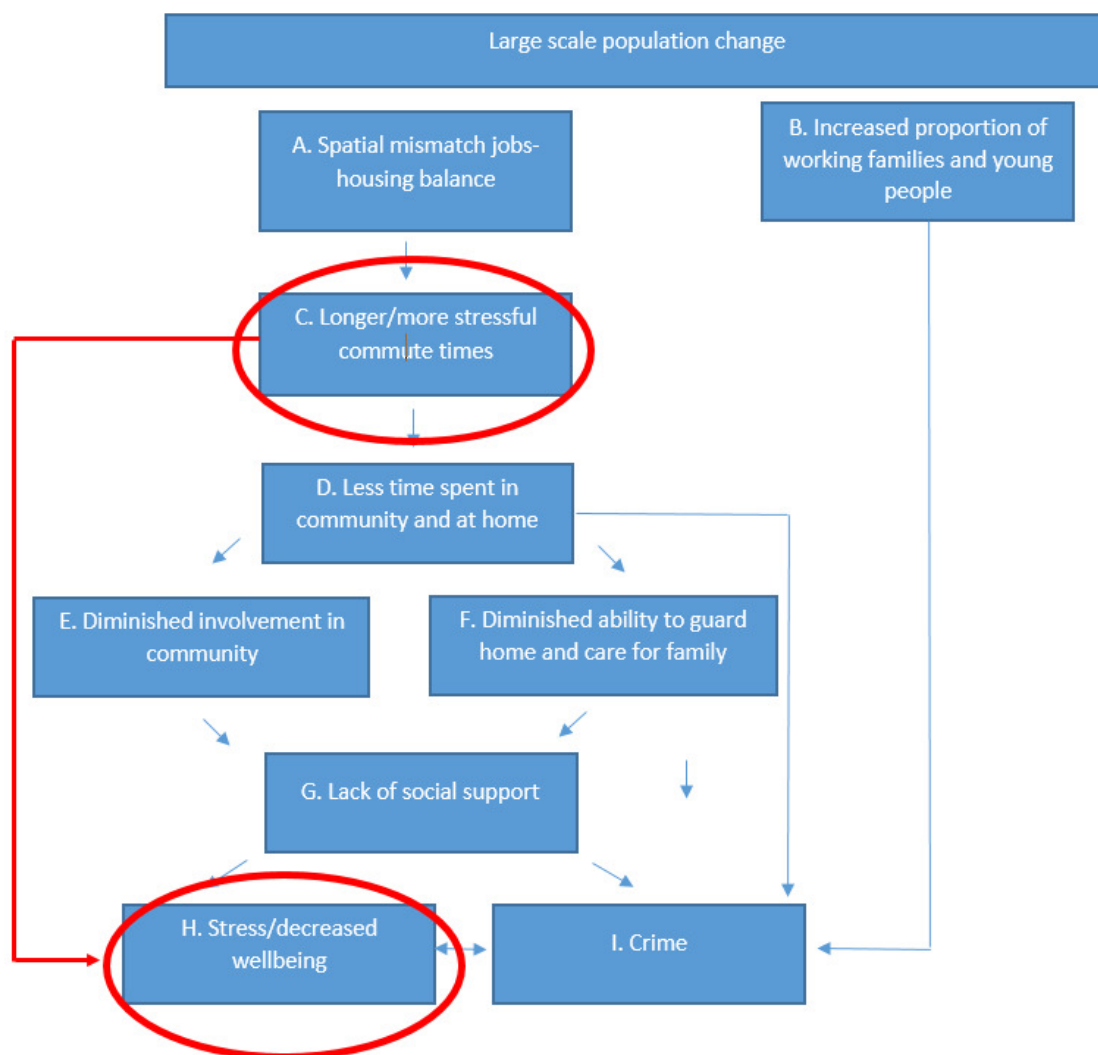 Large scale population change
A. Spatial mismatch jobs-
housing balance
B. Increased proportion of
working families and young
people
C. Longer/more stressful
commute times
D. Less time spent in
community and at home
E. Diminished involvement in
community
F. Diminished ability to guard
home and care for family
G. Lack of social support
H. Stress/decreased
wellbeing
I. Crime